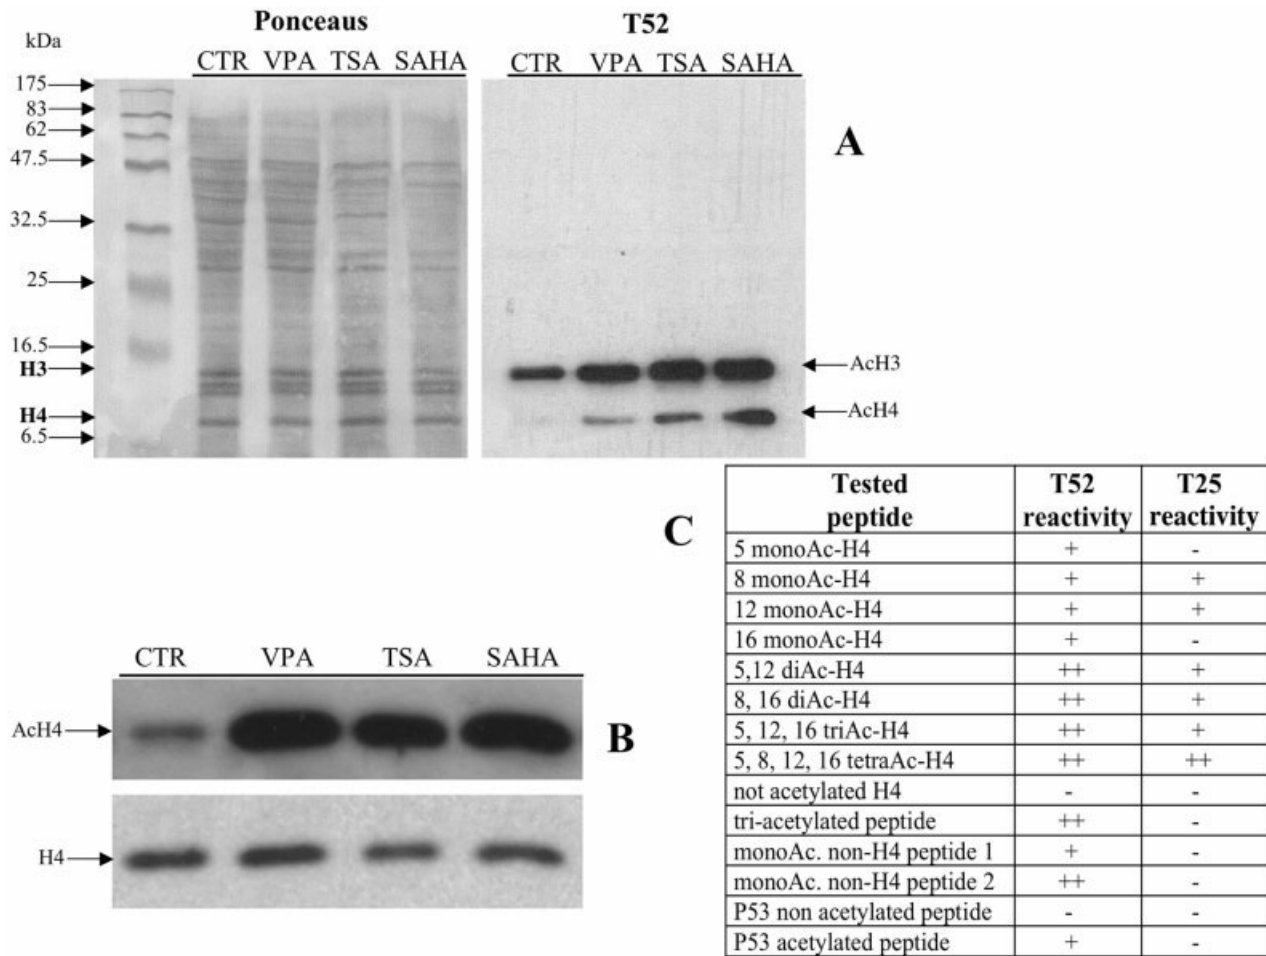 Ponceaus
T52
kDa
CTR VPA TSA SAHA
CTR VPA TSA SAHA
175
83
62
47.5
A
32.5
25
16.5
H3
AcH3
H4
AcH4
6.5
C
Tested peptide T52 reactivity T25 reactivity
5 monoAc-H4 + -
8 monoAc-H4 + +
12 monoAc-H4 + +
16 monoAc-H4 + -
5,12 diAc-H4 ++ +
8, 16 diAc-H4 ++ +
5, 12, 16 triAc-H4 ++ +
5, 8, 12, 16 tetraAc-H4 ++ ++
not acetylated H4 - -
tri-acetylated peptide ++ -
monoAc. non-H4 peptide 1 + -
monoAc. non-H4 peptide 2 ++ -
P53 non acetylated peptide - -
P53 acetylated peptide + -
CTR VPA TSA SAHA
AcH4
B
H4